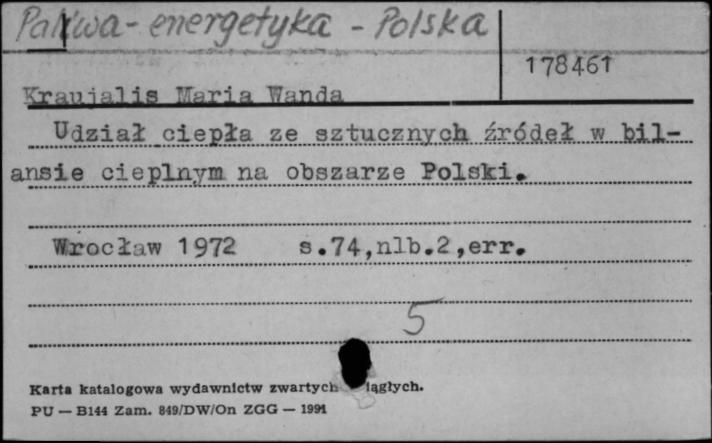 Paliwa - energetyka - Polska
178461
Kraujalis Maria Wanda
Udział ciepła ze sztucznych źródeł w bil-
ansie cieplnym na obszarze Polski.
Wrocław 1972 s.74,nlb.2,err.
5
Karta katalogowa wydawnictw zwartych iągłych.
PU — B144 Zam. 849/DW/On ZGG — 1991